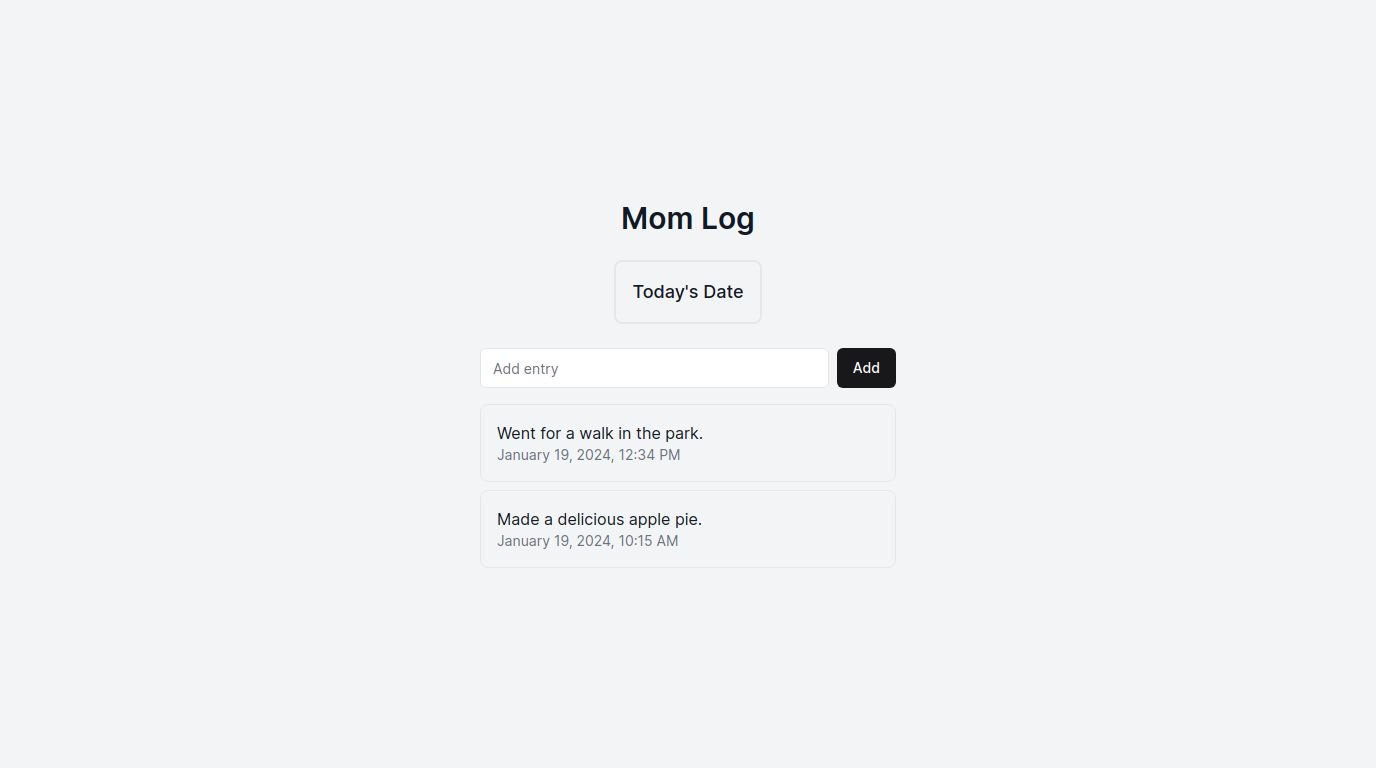 Mom Log
Today's Date
Add entry
Add
Went for a walk in the park.
January 19, 2024, 12:34 PM
Made a delicious apple pie.
January 19, 2024, 10:15 AM